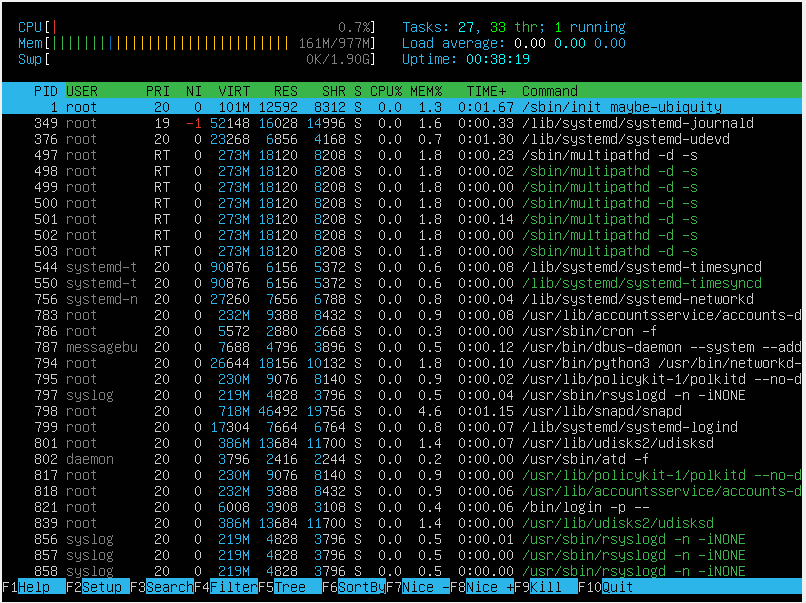 CPU[| 0.7%] Tasks: 27, 33 thr; 1 running
Mem[||||||||||||||||||||||||||||||161M/977M] Load average: 0.00 0.00 0.00
Swp[ 0K/1.90G] Uptime: 00:38:19
PID USER PRI NI VIRT RES SHR S CPU% MEM% TIME+ Command
1 root 20 0 101M 12592 8312 S 0.0 1.3 0:01.67 /sbin/init maybe-ubiquity
349 root 19 -1 52148 16028 14996 S 0.0 1.6 0:00.33 /lib/systemd/systemd-journald
376 root 20 0 23268 6856 4168 S 0.0 0.7 0:01.30 /lib/systemd/systemd-udevd
497 root RT 0 273M 18120 8208 S 0.0 1.8 0:00.23 /sbin/multipathd -d -s
498 root RT 0 273M 18120 8208 S 0.0 1.8 0:00.02 /sbin/multipathd -d -s
499 root RT 0 273M 18120 8208 S 0.0 1.8 0:00.00 /sbin/multipathd -d -s
500 root RT 0 273M 18120 8208 S 0.0 1.8 0:00.00 /sbin/multipathd -d -s
501 root RT 0 273M 18120 8208 S 0.0 1.8 0:00.14 /sbin/multipathd -d -s
502 root RT 0 273M 18120 8208 S 0.0 1.8 0:00.00 /sbin/multipathd -d -s
503 root RT 0 273M 18120 8208 S 0.0 1.8 0:00.00 /sbin/multipathd -d -s
544 systemd-t 20 0 90876 6156 5372 S 0.0 0.6 0:00.08 /lib/systemd/systemd-timesyncd
550 systemd-t 20 0 90876 6156 5372 S 0.0 0.6 0:00.00 /lib/systemd/systemd-timesyncd
756 systemd-n 20 0 27260 7656 6788 S 0.0 0.8 0:00.04 /lib/systemd/systemd-networkd
783 root 20 0 232M 9388 8432 S 0.0 0.9 0:00.08 /usr/lib/accountsservice/accounts-d
786 root 20 0 5572 2880 2668 S 0.0 0.3 0:00.00 /usr/sbin/cron -f
787 messagebu 20 0 7688 4796 3896 S 0.0 0.5 0:00.12 /usr/bin/dbus-daemon --system --add
794 root 20 0 26644 18156 10132 S 0.0 1.8 0:00.10 /usr/bin/python3 /usr/bin/networkd-
795 root 20 0 230M 9076 8140 S 0.0 0.9 0:00.02 /usr/lib/policykit-1/polkitd --no-d
797 syslog 20 0 219M 4828 3796 S 0.0 0.5 0:00.04 /usr/sbin/rsyslogd -n -iNONE
798 root 20 0 718M 46492 19756 S 0.0 4.6 0:01.15 /usr/lib/snapd/snapd
799 root 20 0 17304 7664 6764 S 0.0 0.8 0:00.07 /lib/systemd/systemd-logind
801 root 20 0 386M 13684 11700 S 0.0 1.4 0:00.07 /usr/lib/udisks2/udisksd
802 daemon 20 0 3796 2416 2244 S 0.0 0.2 0:00.00 /usr/sbin/atd -f
817 root 20 0 230M 9076 8140 S 0.0 0.9 0:00.00 /usr/lib/policykit-1/polkitd --no-d
818 root 20 0 232M 9388 8432 S 0.0 0.9 0:00.06 /usr/lib/accountsservice/accounts-d
821 root 20 0 6008 3908 3108 S 0.0 0.4 0:00.06 /bin/login -p --
839 root 20 0 386M 13684 11700 S 0.0 1.4 0:00.00 /usr/lib/udisks2/udisksd
856 syslog 20 0 219M 4828 3796 S 0.0 0.5 0:00.01 /usr/sbin/rsyslogd -n -iNONE
857 syslog 20 0 219M 4828 3796 S 0.0 0.5 0:00.00 /usr/sbin/rsyslogd -n -iNONE
858 syslog 20 0 219M 4828 3796 S 0.0 0.5 0:00.00 /usr/sbin/rsyslogd -n -iNONE
F1Help F2Setup F3SearchF4FilterF5Tree F6SortByF7Nice -F8Nice +F9Kill F10Quit